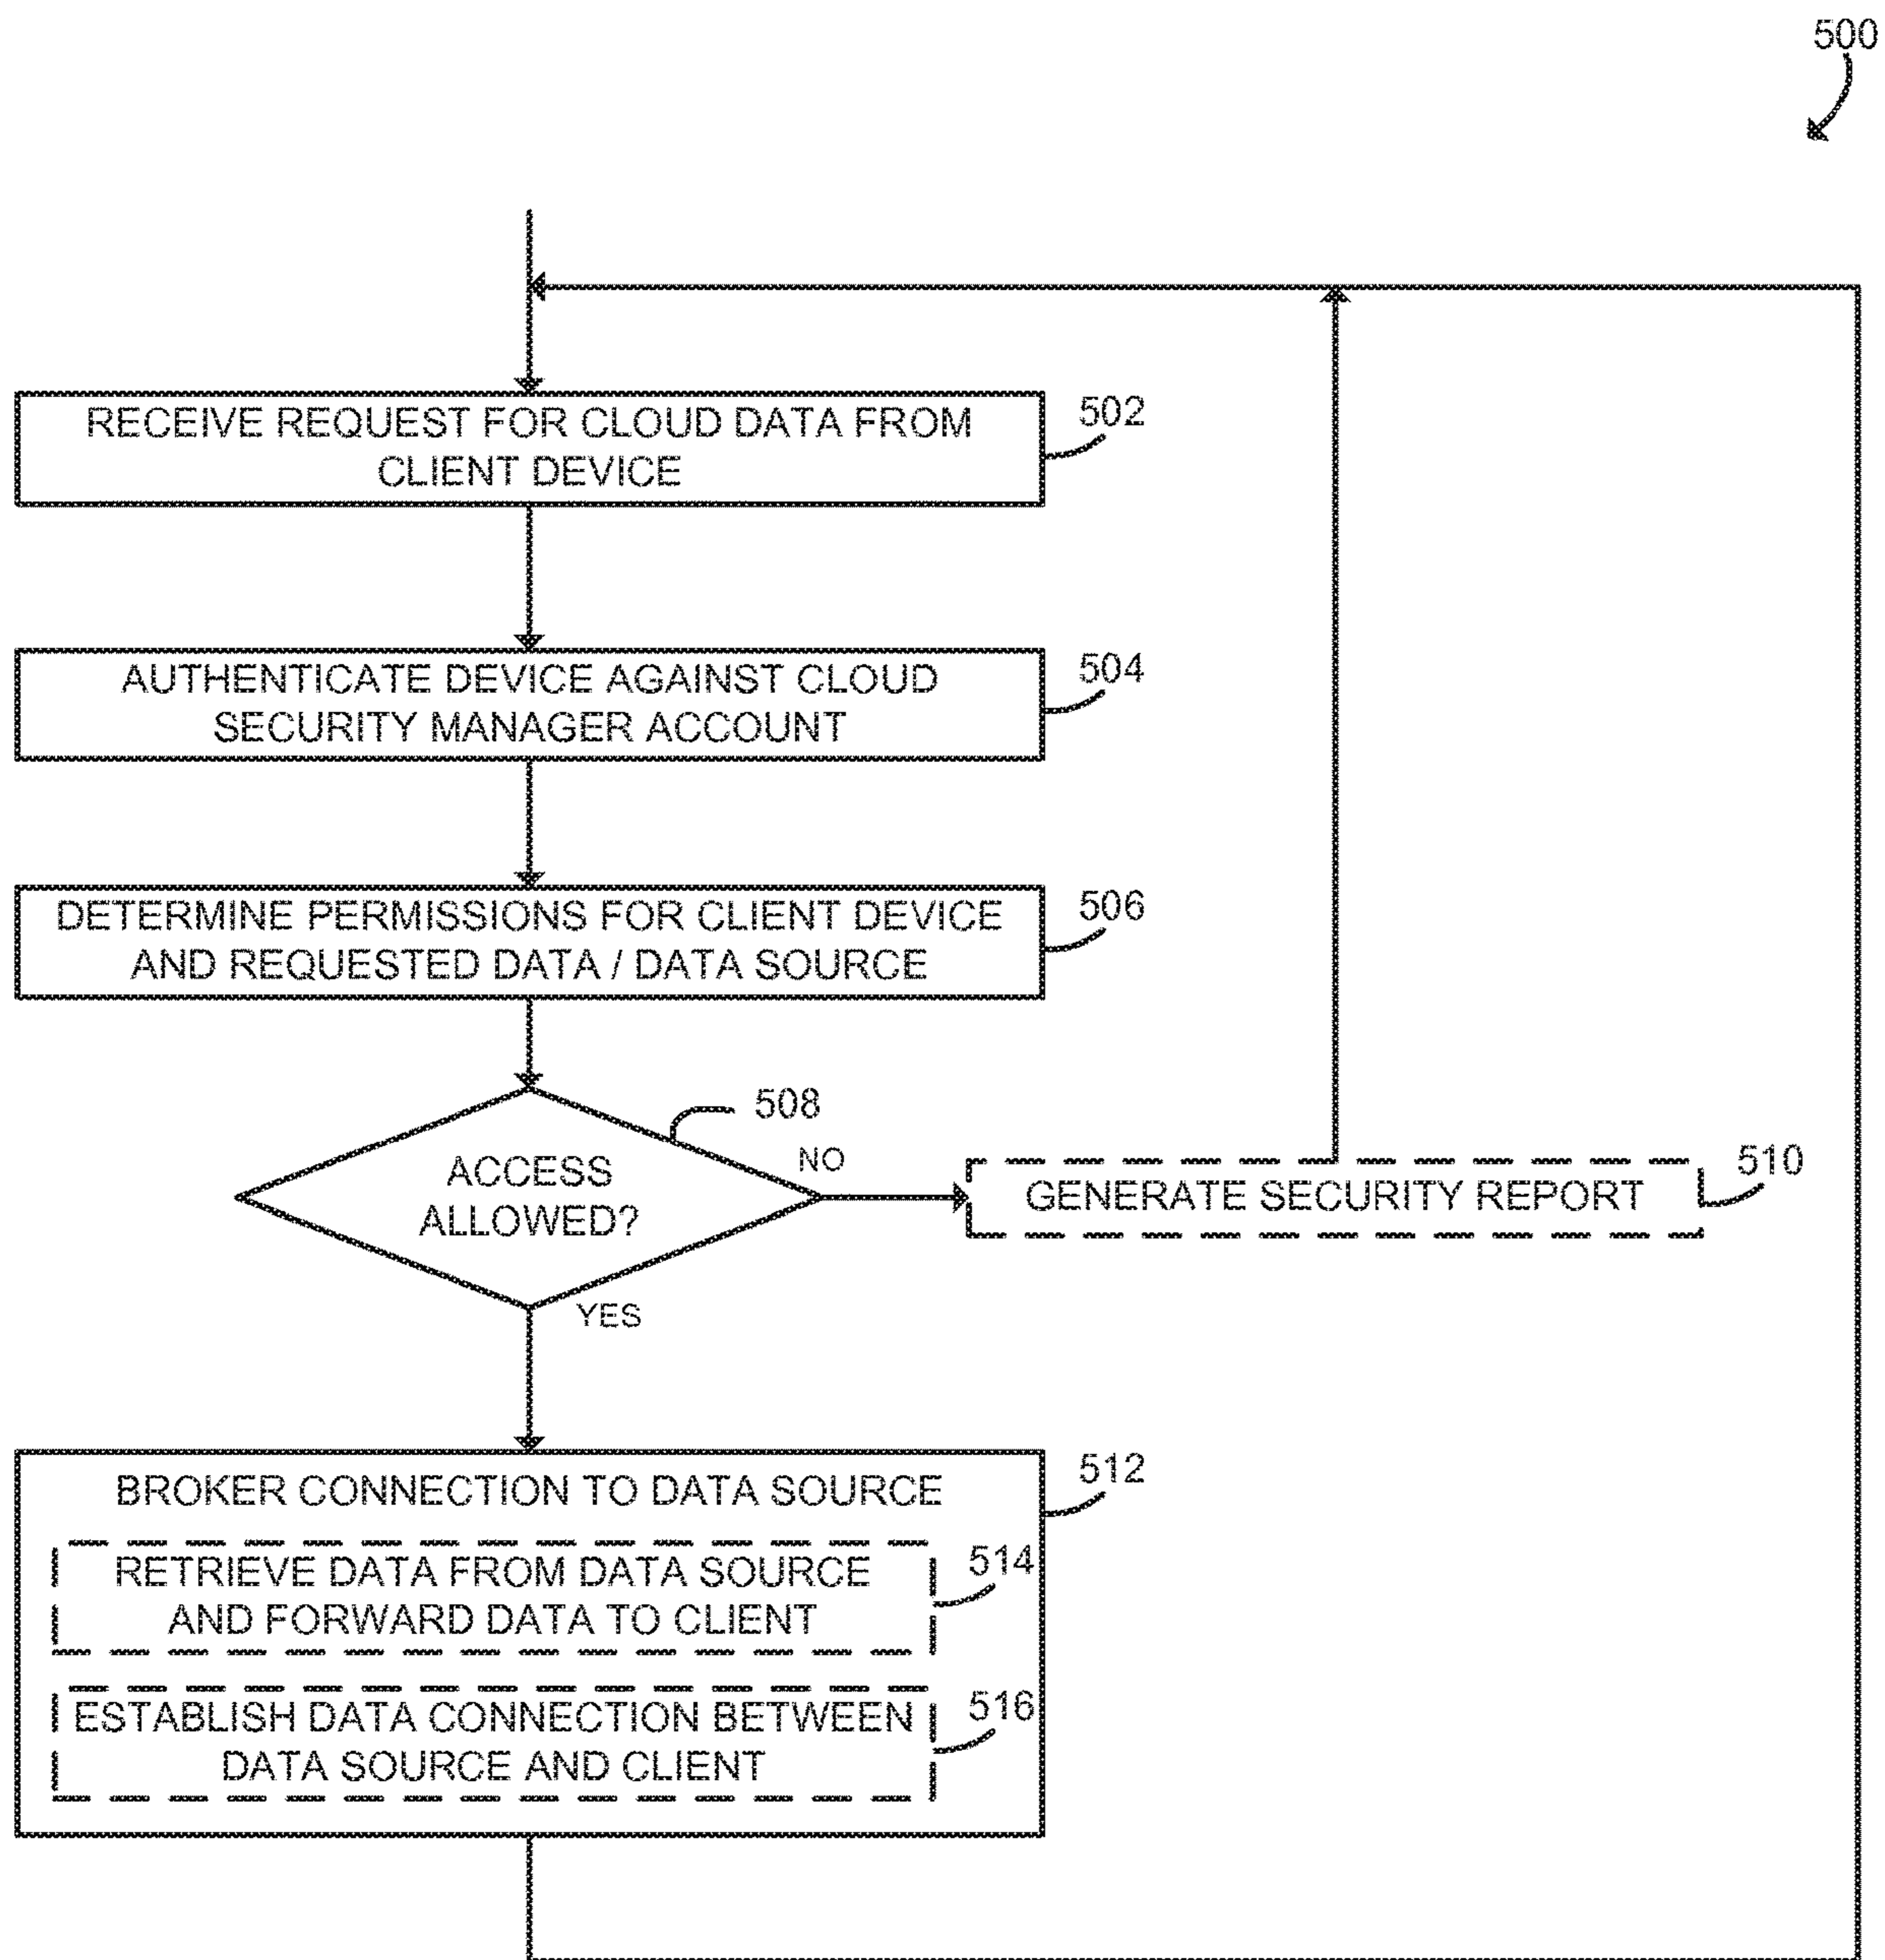 500
RECEIVE REQUEST FOR CLOUD DATA FROM
CLIENT DEVICE
502
AUTHENTICATE DEVICE AGAINST CLOUD
SECURITY MANAGER ACCOUNT
504
DETERMINE PERMISSIONS FOR CLIENT DEVICE
AND REQUESTED DATA / DATA SOURCE
506
508
ACCESS
ALLOWED?
NO
YES
GENERATE SECURITY REPORT
510
BROKER CONNECTION TO DATA SOURCE
512
RETRIEVE DATA FROM DATA SOURCE
AND FORWARD DATA TO CLIENT
514
ESTABLISH DATA CONNECTION BETWEEN
DATA SOURCE AND CLIENT
516